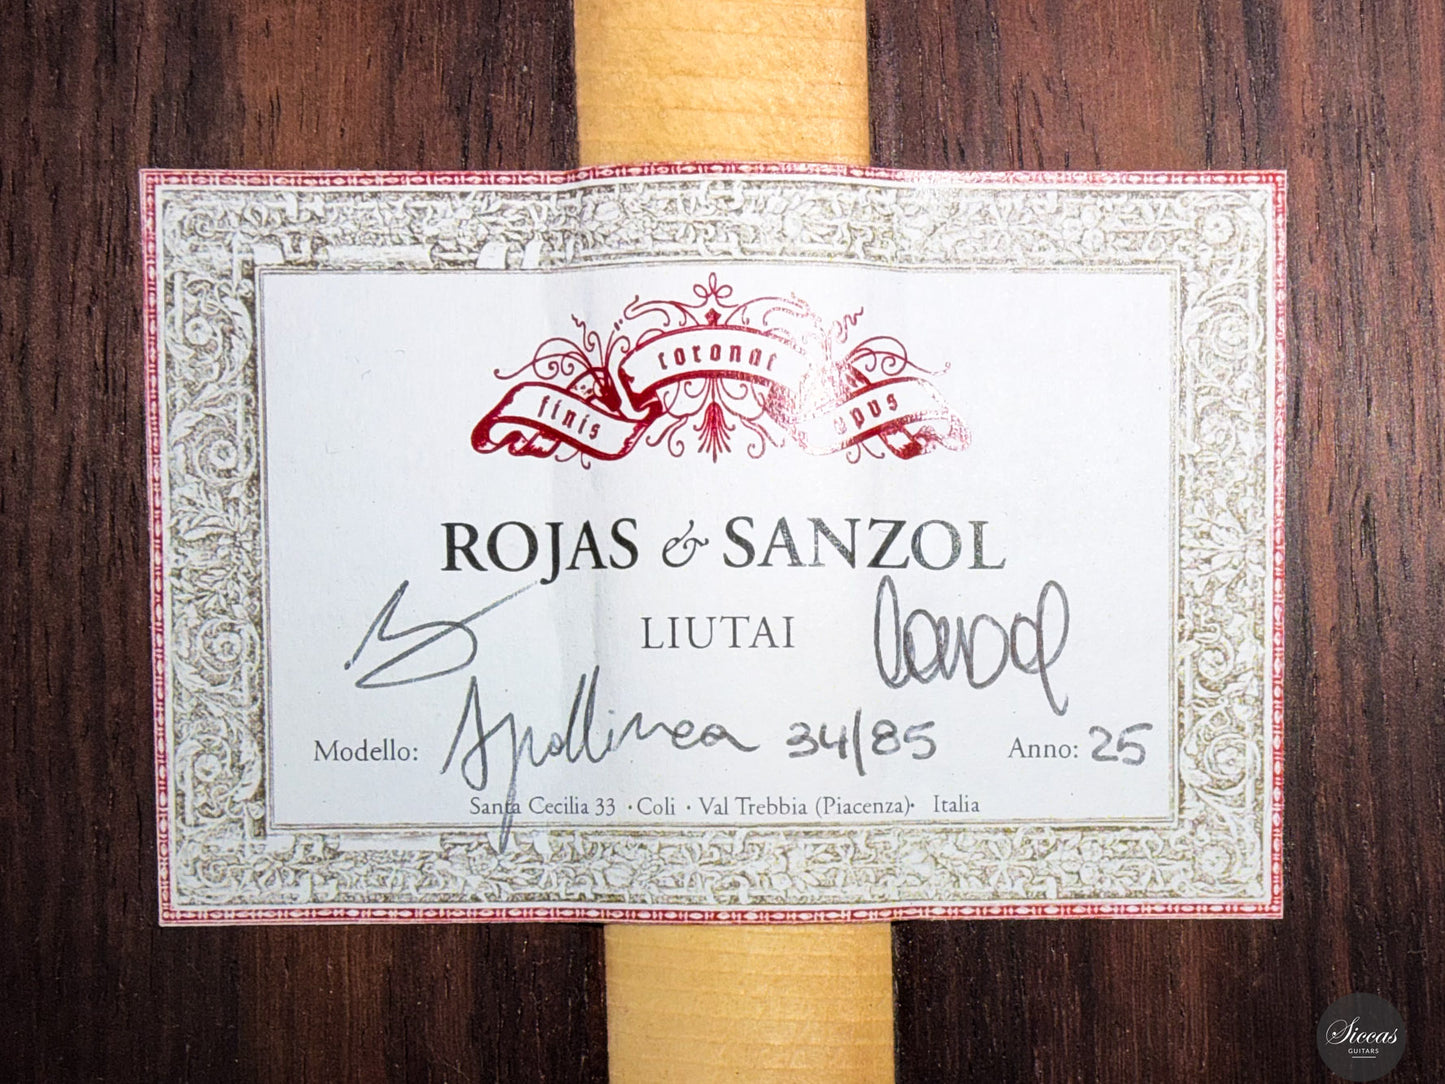 finis coronat opus
ROJAS & SANZOL
LIUTAI
Modello: Apollinea 34/85 Anno: 25
Santa Cecilia 33 · Coli · Val Trebbia (Piacenza) · Italia
Siccas
GUITARS